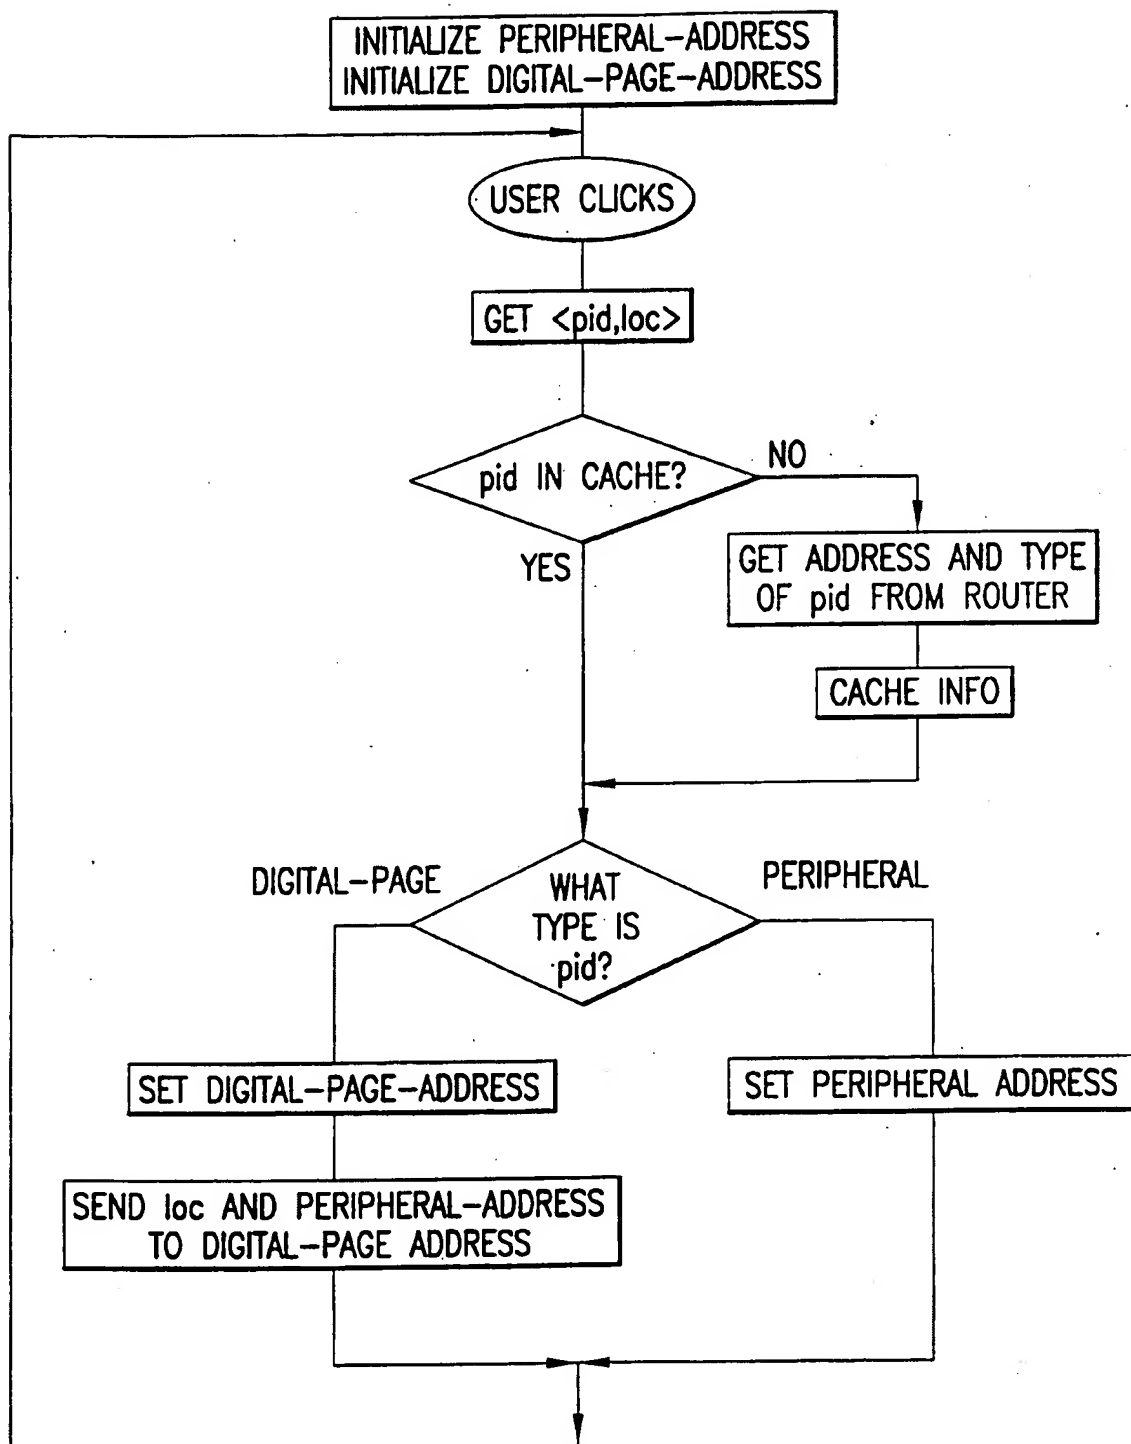 INITIALIZE PERIPHERAL-ADDRESS
INITIALIZE DIGITAL-PAGE-ADDRESS
USER CLICKS
GET <pid,loc>
pid IN CACHE?
NO
YES
GET ADDRESS AND TYPE
OF pid FROM ROUTER
CACHE INFO
DIGITAL-PAGE
PERIPHERAL
WHAT
TYPE IS
pid?
SET DIGITAL-PAGE-ADDRESS
SET PERIPHERAL ADDRESS
SEND loc AND PERIPHERAL-ADDRESS
TO DIGITAL-PAGE ADDRESS